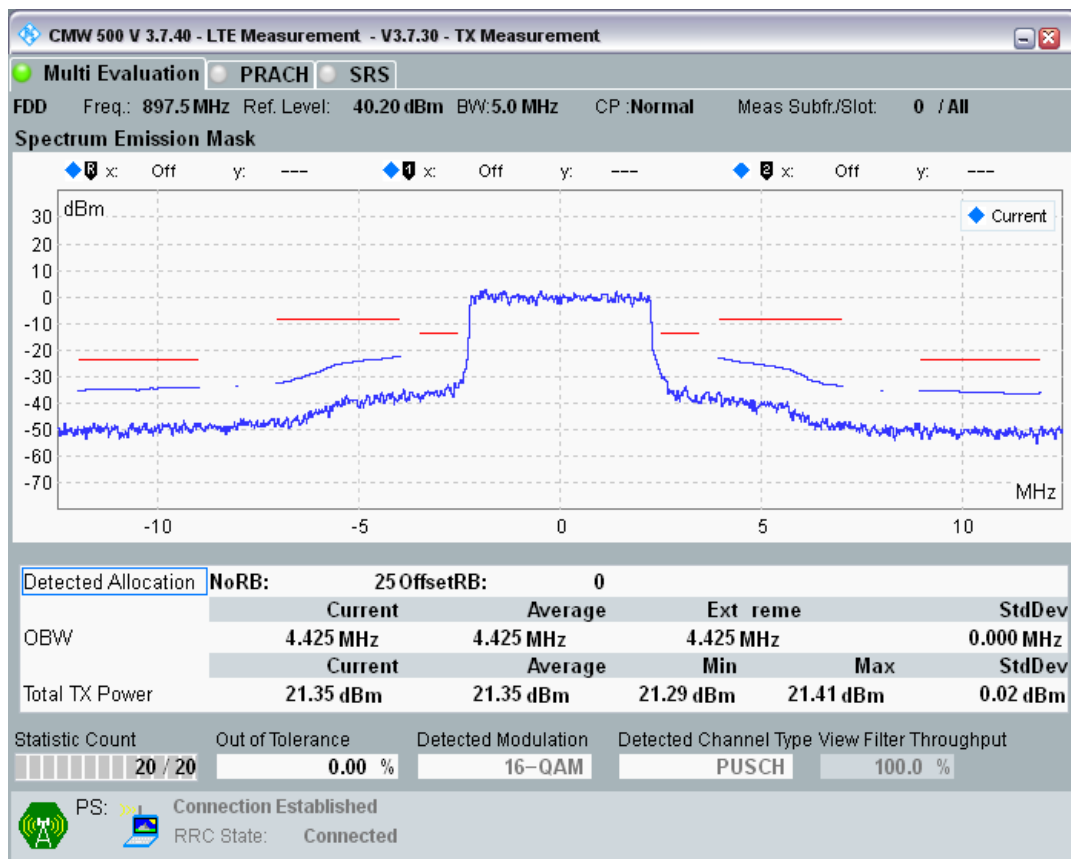 CMW 500 V 3.7.40 - LTE Measurement - V3.7.30 - TX Measurement
Multi Evaluation PRACH SRS
FDD Freq.: 897.5 MHz Ref. Level: 40.20 dBm BW:5.0 MHz CP :Normal Meas Subfr./Slot: 0 / All
Spectrum Emission Mask
R x: Off y: --- 1 x: Off y: --- 2 x: Off y: ---
dBm
Current
30
20
10
0
-10
-20
-30
-40
-50
-60
-70
MHz
-10 -5 0 5 10
Detected Allocation NoRB: 25 OffsetRB: 0
Current Average Ext reme StdDev
OBW 4.425 MHz 4.425 MHz 4.425 MHz 0.000 MHz
Current Average Min Max StdDev
Total TX Power 21.35 dBm 21.35 dBm 21.29 dBm 21.41 dBm 0.02 dBm
Statistic Count Out of Tolerance Detected Modulation Detected Channel Type View Filter Throughput
20 / 20 0.00 % 16-QAM PUSCH 100.0 %
PS: Connection Established
RRC State: Connected